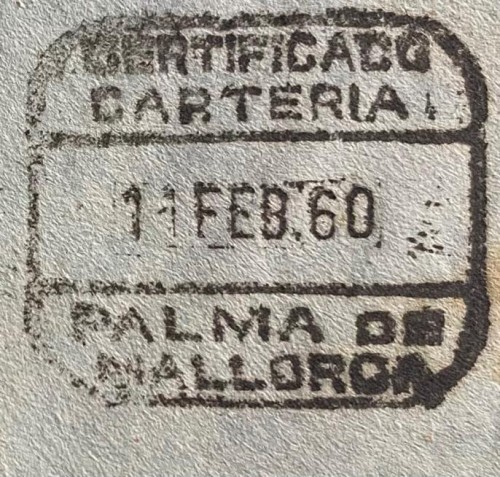 CERTIFICADO
CARTERIA
11 FEB.60
PALMA DE
MALLORCA